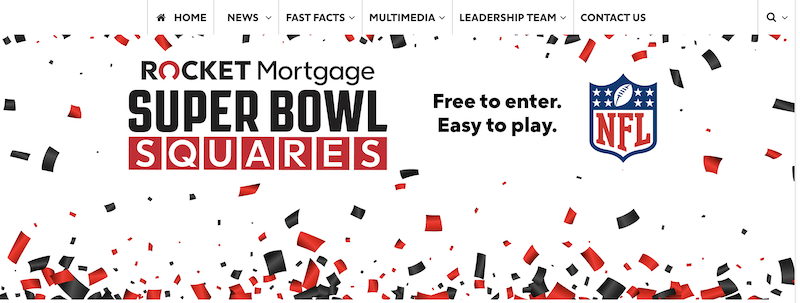 HOME NEWS FAST FACTS MULTIMEDIA LEADERSHIP TEAM CONTACT US
ROCKET Mortgage
SUPER BOWL
SQUARES
Free to enter.
Easy to play.
NFL